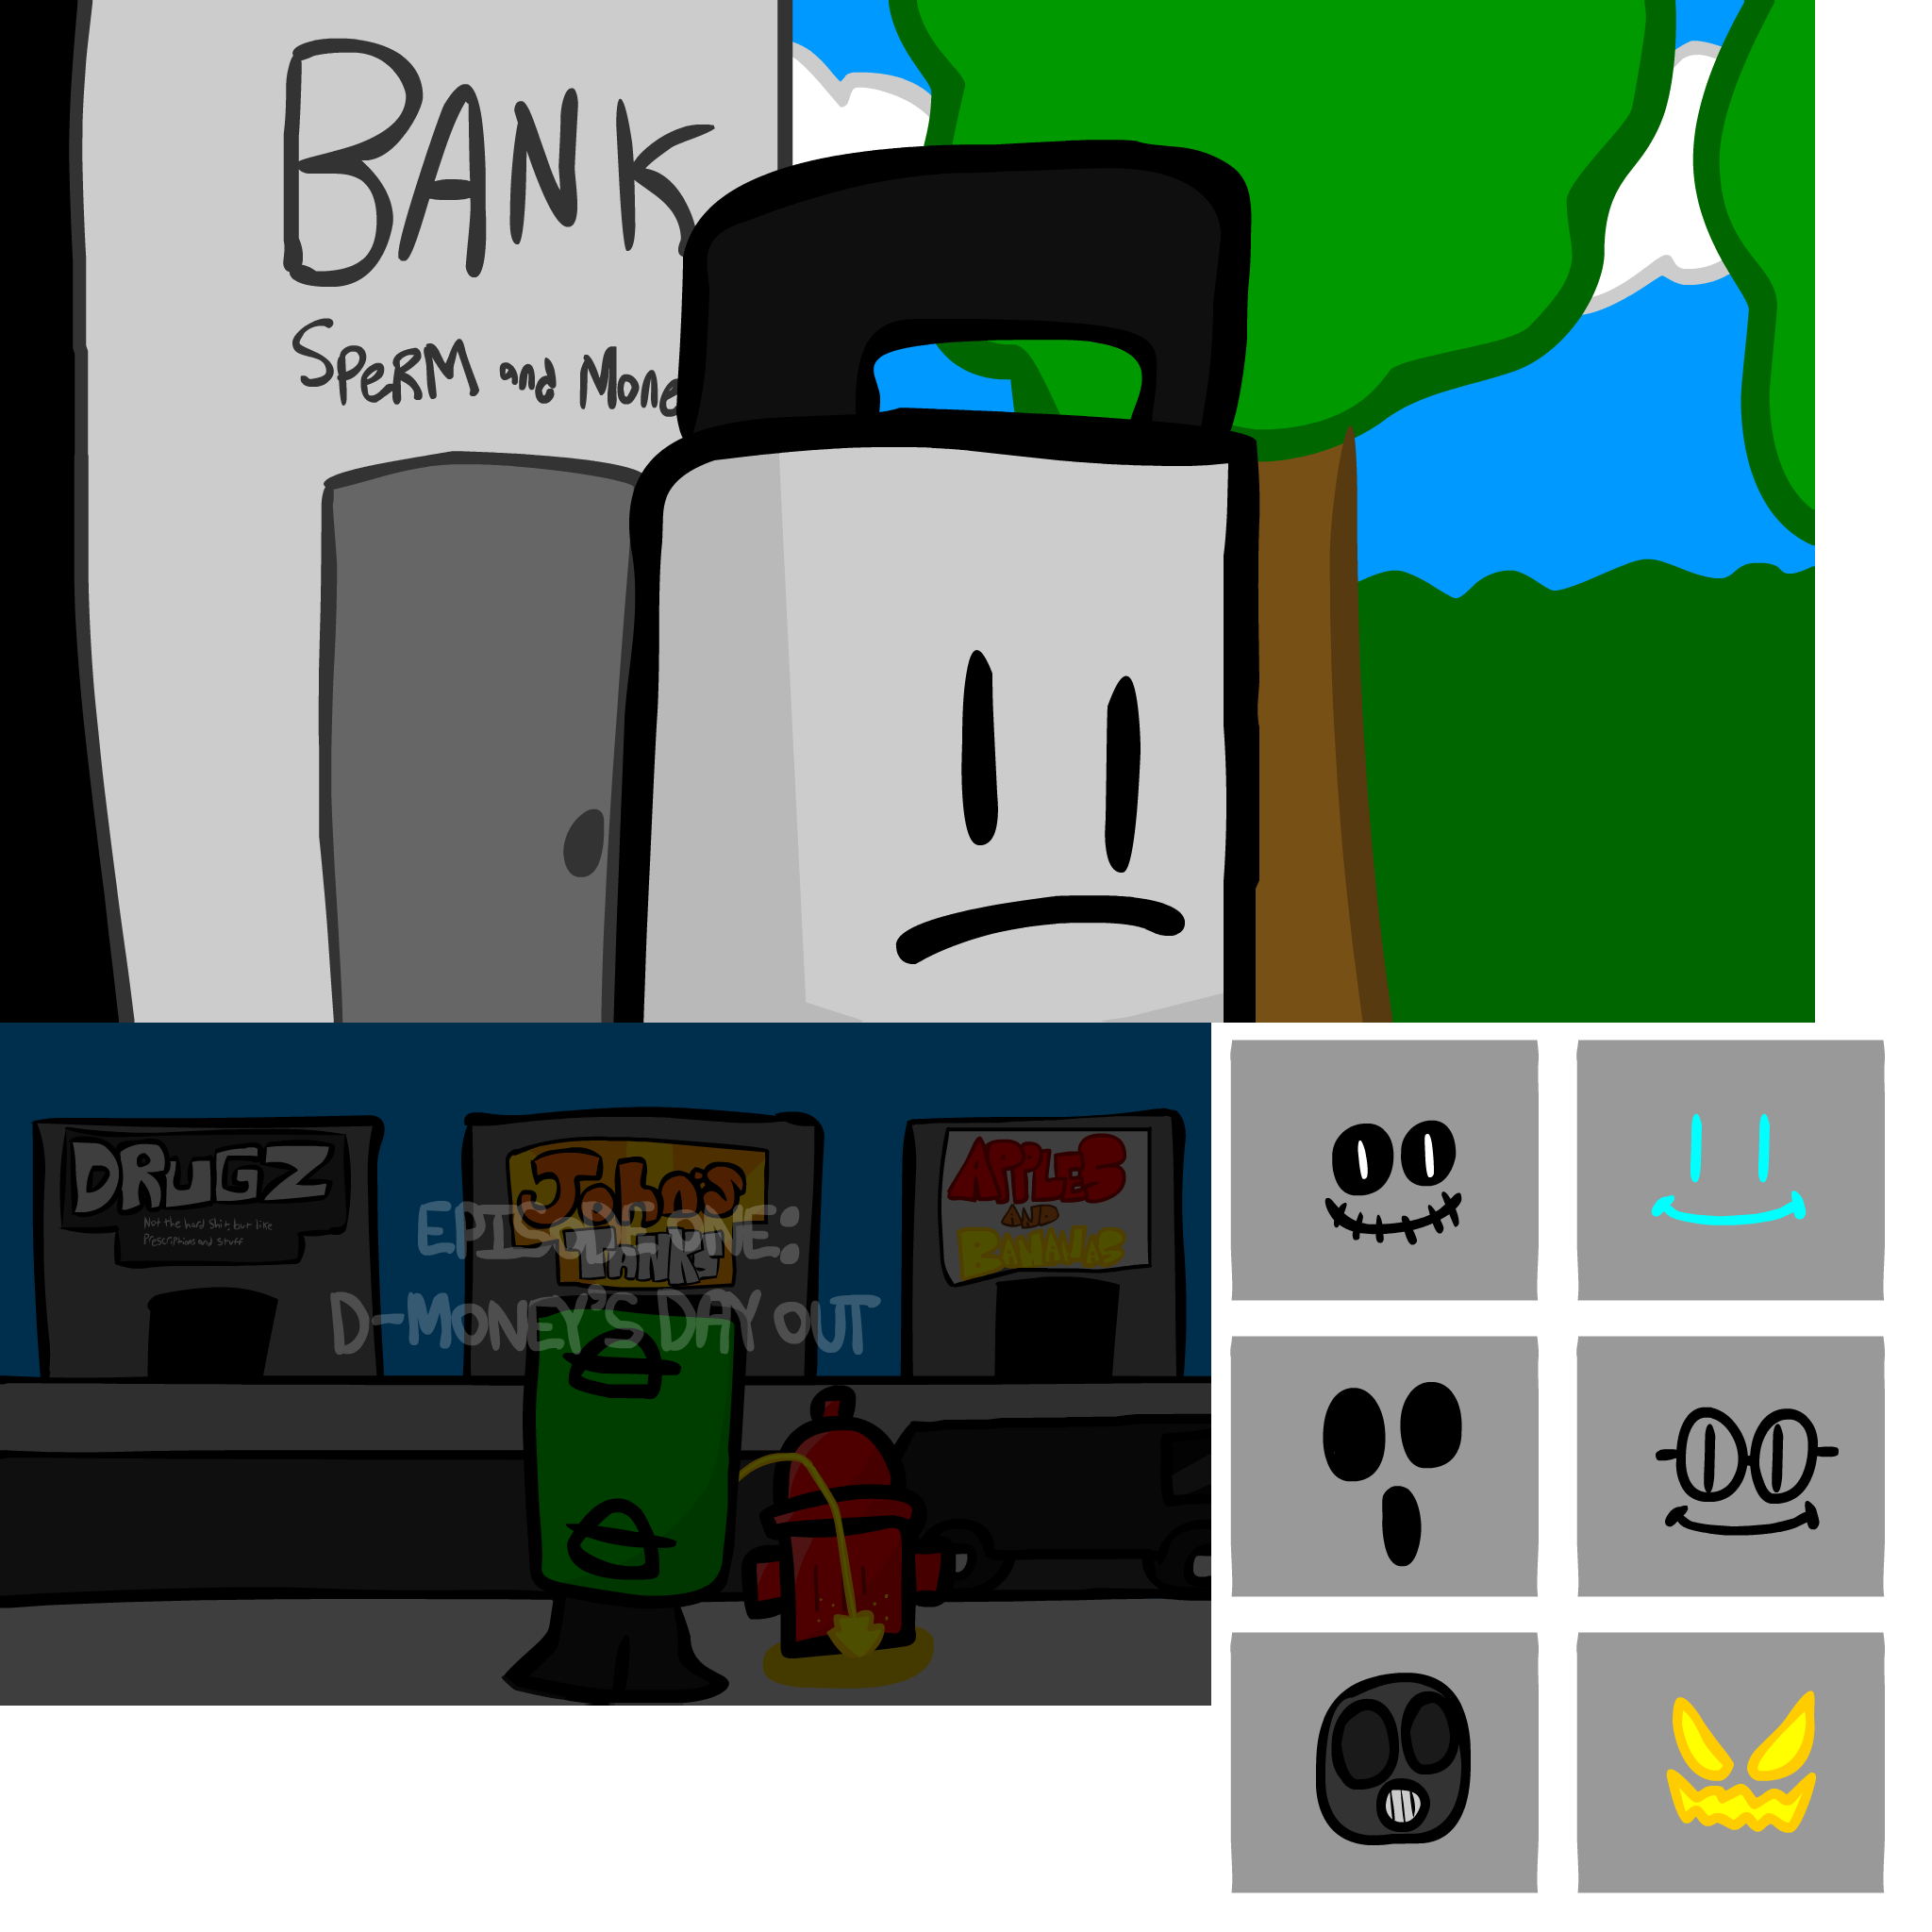 BANK
SPeRM and Mone
DRuGZ
Not the hard shit, but like
Prescriptions and stuff
John's
TANKS
APPLES
AND
BANANAS
EPISODE ONE:
D-MONEY'S DAY OUT